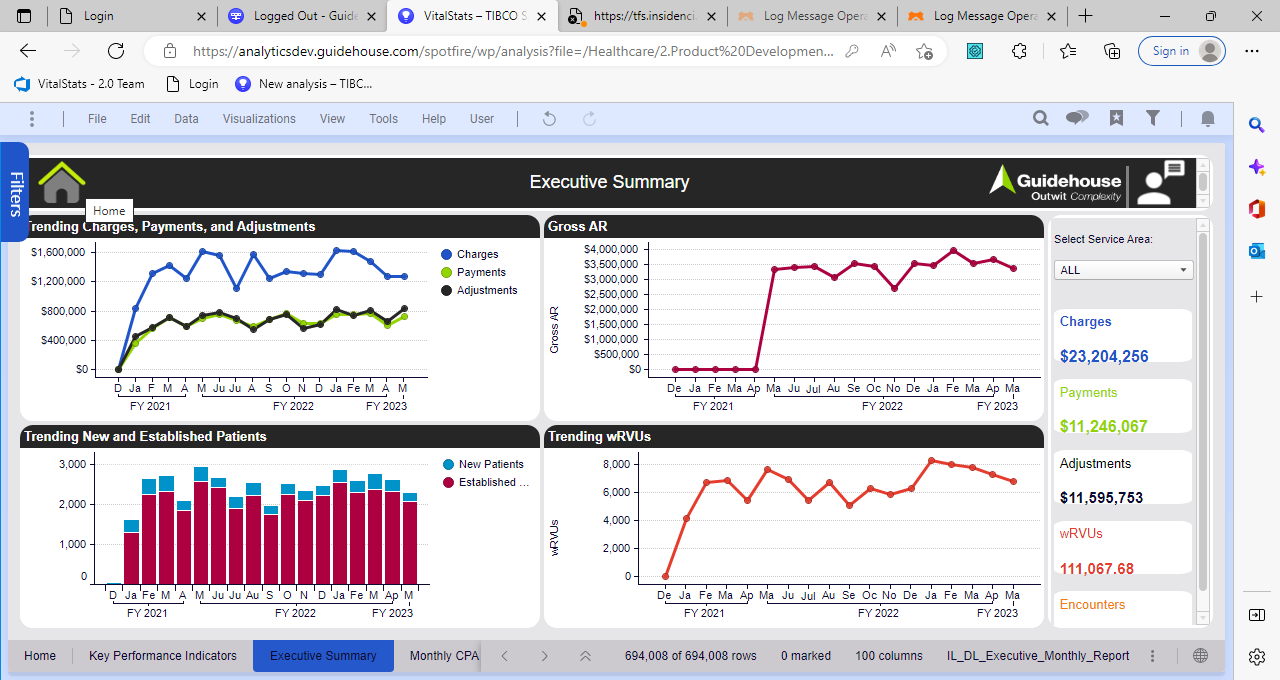 Login
Logged Out - Guide
VitalStats – TIBCO S
https://tfs.insidenci.
Log Message Opera
Log Message Opera
https://analyticsdev.guidehouse.com/spotfire/wp/analysis?file=/Healthcare/2.Product%20Developmen...
Sign in
VitalStats - 2.0 Team
Login
New analysis – TIBC...
File Edit Data Visualizations View Tools Help User
Filters
Executive Summary
Guidehouse
Outwit Complexity
Home
Trending Charges, Payments, and Adjustments
$1,600,000
$1,200,000
$800,000
$400,000
$0
Charges
Payments
Adjustments
D Ja F M A M Ju Ju A S O N D Ja Fe M A M
FY 2021 FY 2022 FY 2023
Gross AR
Gross AR
$4,000,000
$3,500,000
$3,000,000
$2,500,000
$2,000,000
$1,500,000
$1,000,000
$500,000
$0
De Ja Fe Ma Ap Ma Ju Jul Au Se Oc No De Ja Fe Ma Ap Ma
FY 2021 FY 2022 FY 2023
Select Service Area:
ALL
Charges
$23,204,256
Payments
$11,246,067
Adjustments
$11,595,753
wRVUs
111,067.68
Encounters
Trending New and Established Patients
3,000
2,000
1,000
0
New Patients
Established ...
D Ja Fe M A M Ju Ju Au S O N D Ja Fe M Ap M
FY 2021 FY 2022 FY 2023
Trending wRVUs
wRVUs
8,000
6,000
4,000
2,000
0
De Ja Fe Ma Ap Ma Ju Jul Au Se Oc No De Ja Fe Ma Ap Ma
FY 2021 FY 2022 FY 2023
Home Key Performance Indicators Executive Summary Monthly CPA
694,008 of 694,008 rows 0 marked 100 columns IL_DL_Executive_Monthly_Report